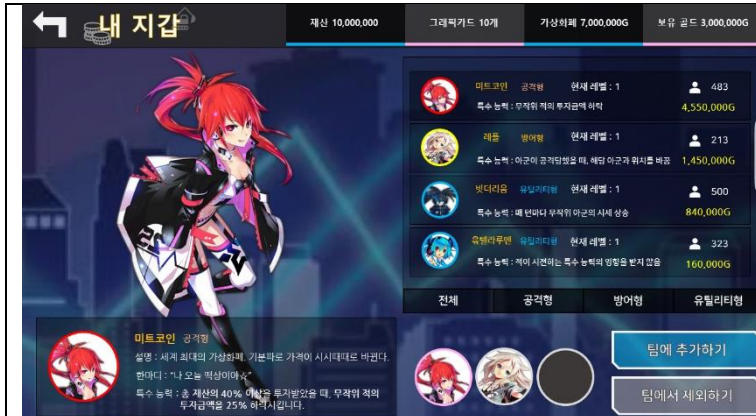 내 지갑
재산 10,000,000
그래픽카드 10개
가상화폐 7,000,000G
보유 골드 3,000,000G
미트코인 공격형 현재 레벨 : 1 483
특수 능력 : 무작위 적의 투자금액 하락 4,550,000G
레플 방어형 현재 레벨 : 1 213
특수 능력 : 아군이 공격당했을 때, 해당 아군과 위치를 바꿈 1,450,000G
빗더리움 유틸리티형 현재 레벨 : 1 500
특수 능력 : 매 턴마다 무작위 아군의 시세 상승 840,000G
유텔라루멘 유틸리티형 현재 레벨 : 1 323
특수 능력 : 적이 시전하는 특수 능력의 영향을 받지 않음 160,000G
전체 공격형 방어형 유틸리티형
미트코인 공격형
설명 : 세계 최대의 가상화폐. 기분파로 가격이 시시때때로 바뀐다.
한마디 : "나 오늘 떡상이야☆"
특수 능력 : 총 재산의 40% 이상을 투자받았을 때, 무작위 적의
투자금액을 25% 하락시킵니다.
팀에 추가하기
팀에서 제외하기